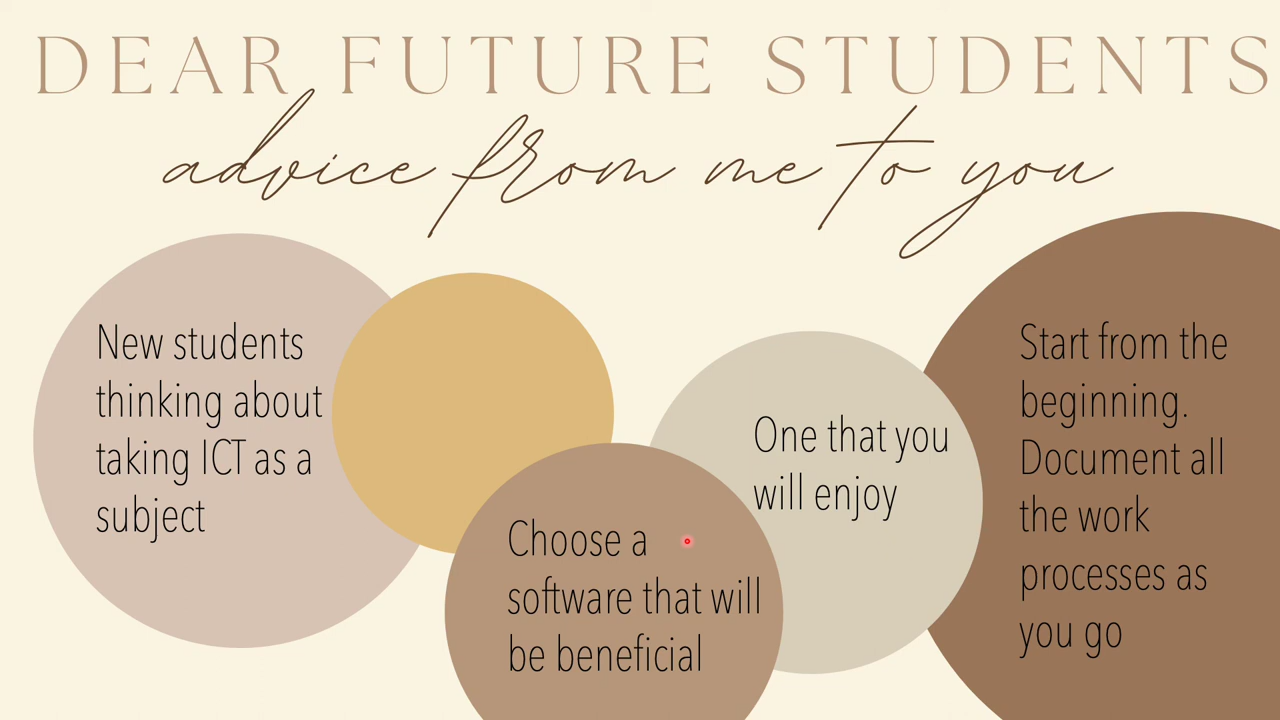 DEAR FUTURE STUDENTS
advice from me to you
New students
thinking about
taking ICT as a
subject
Choose a
software that will
be beneficial
One that you
will enjoy
Start from the
beginning.
Document all
the work
processes as
you go